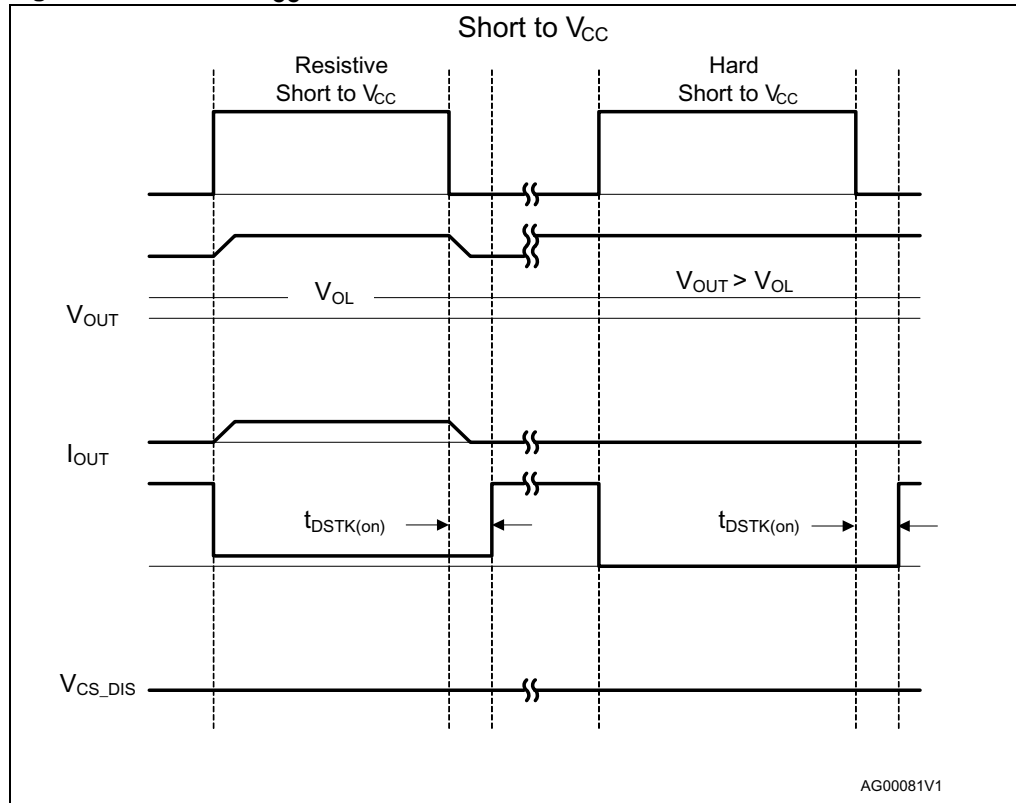 Short to VCC
Resistive
Short to VCC
Hard
Short to VCC
VOL
VOUT > VOL
VOUT
IOUT
tDSTK(on)
tDSTK(on)
VCS_DIS
AG00081V1